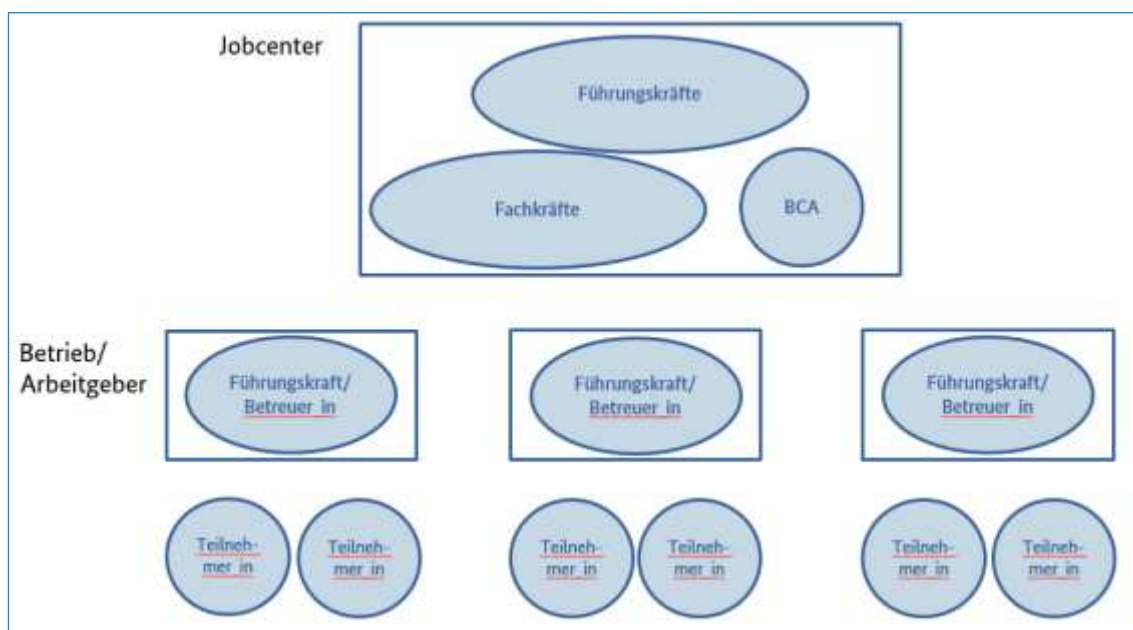 Jobcenter
Führungskräfte
Fachkräfte
BCA
Betrieb/
Arbeitgeber
Führungskraft/
Betreuer_in
Führungskraft/
Betreuer_in
Führungskraft/
Betreuer_in
Teilneh-
mer_in
Teilneh-
mer_in
Teilneh-
mer_in
Teilneh-
mer_in
Teilneh-
mer_in
Teilneh-
mer_in